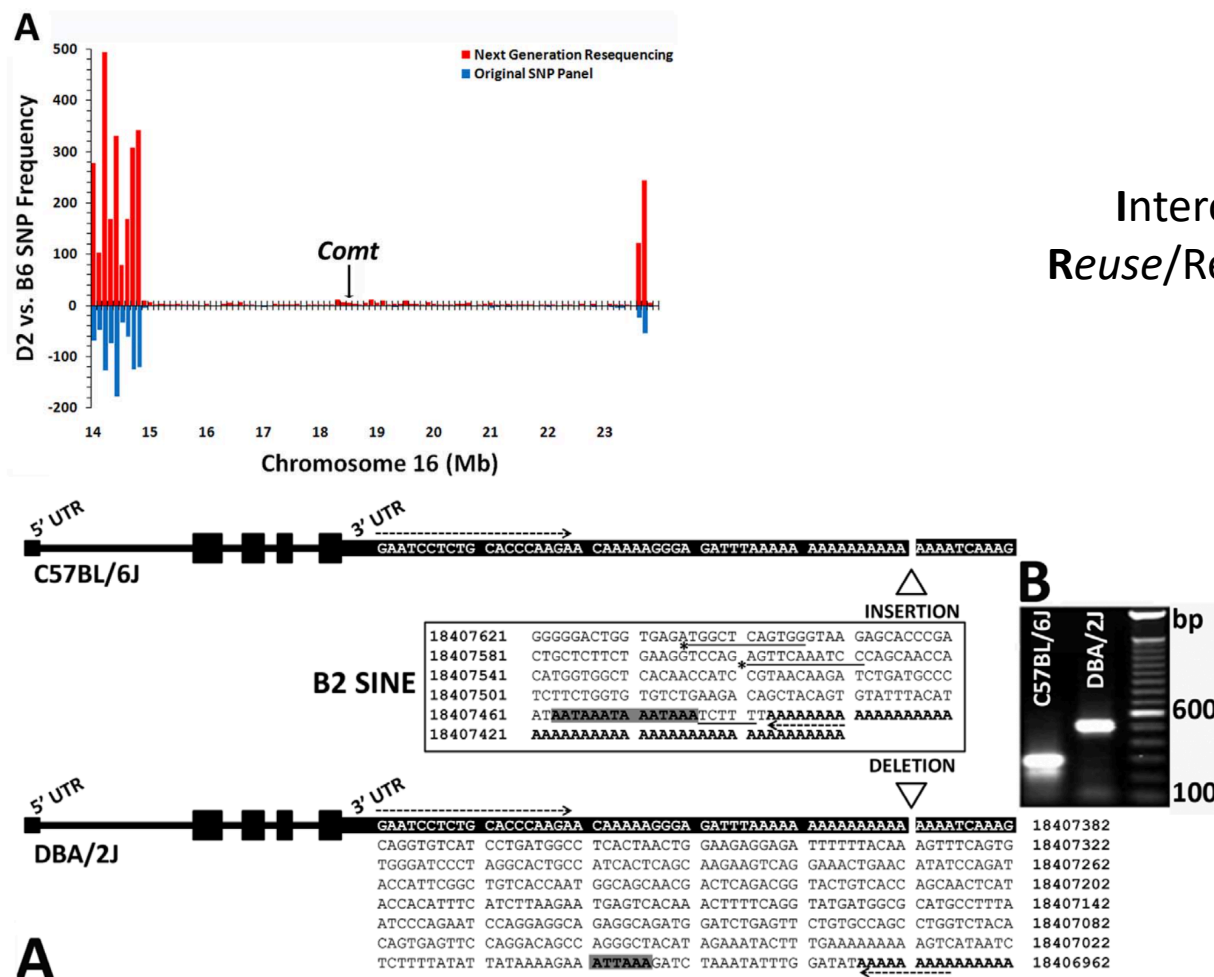 A
500
400
300
200
100
0
-100
-200
D2 vs. B6 SNP Frequency
Next Generation Resequencing
Original SNP Panel
Comt
14 15 16 17 18 19 20 21 22 23
Chromosome 16 (Mb)
Interc
Reuse/Re
5' UTR
3' UTR
GAATCCTCTG CACCCAAGAA CAAAAAGGGA GATTTAAAAA AAAAAAAAAA AAAATCAAAG
C57BL/6J
INSERTION
B2 SINE
18407621 GGGGGACTGG TGAGATGGCT CAGTGGGTAA GAGCACCCGA
18407581 CTGCTCTTCT GAAGGTCCAG AGTTCAAATC CCAGCAACCA
18407541 CATGGTGGCT CACAACCATC CGTAACAAGA TCTGATGCCC
18407501 TCTTCTGGTG TGTCTGAAGA CAGCTACAGT GTATTTACAT
18407461 ATAATAAATA AATAAATCTT TAAAAAAAAA AAAAAAAAAA
18407421 AAAAAAAAAA AAAAAAAAAA AAAAAAAAAA
* *
DELETION
B
C57BL/6J
DBA/2J
bp
600
100
5' UTR
3' UTR
GAATCCTCTG CACCCAAGAA CAAAAAGGGA GATTTAAAAA AAAAAAAAAA AAAATCAAAG 18407382
DBA/2J
CAGGTGTCAT CCTGATGGCC TCACTAACTG GAAGAGGAGA TTTTTTACAA AGTTTCAGTG 18407322
TGGGATCCCT AGGCACTGCC ATCACTCAGC AAGAAGTCAG GAAACTGAAC ATATCCAGAT 18407262
ACCATTCGGC TGTCACCAAT GGCAGCAACG ACTCAGACGG TACTGTCACC AGCAACTCAT 18407202
ACCACATTTC ATCTTAAGAA TGAGTCACAA ACTTTTCAGG TATGATGGCG CATGCCTTTA 18407142
ATCCCAGAAT CCAGGAGGCA GAGGCAGATG GATCTGAGTT CTGTGCCAGC CTGGTCTACA 18407082
CAGTGAGTTC CAGGACAGCC AGGGCTACAT AGAAATACTT TGAAAAAAAA AAGTCATAATC 18407022
TCTTTTATAT TATAAAAGAA ATTAAAGATC TAAATATTTG GATATAAAAA AAAAAAAAAA 18406962
A